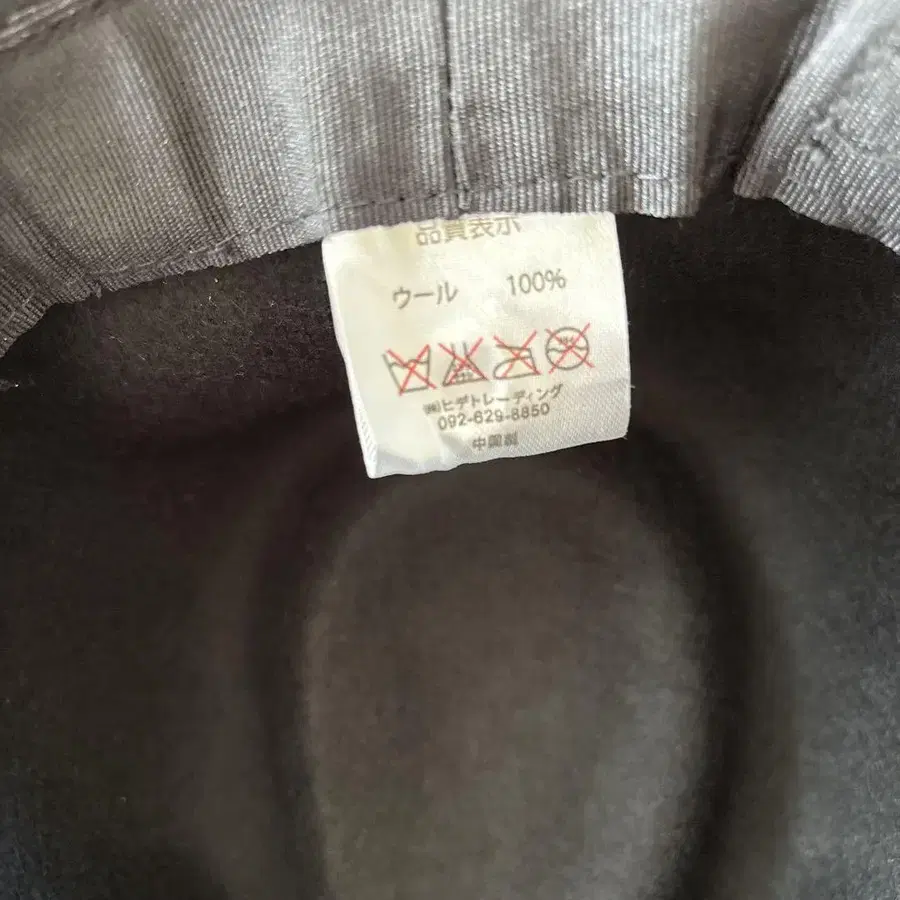 品質表示
ウール 100%
㈱ヒデトレーディング
092-629-8850
中国製